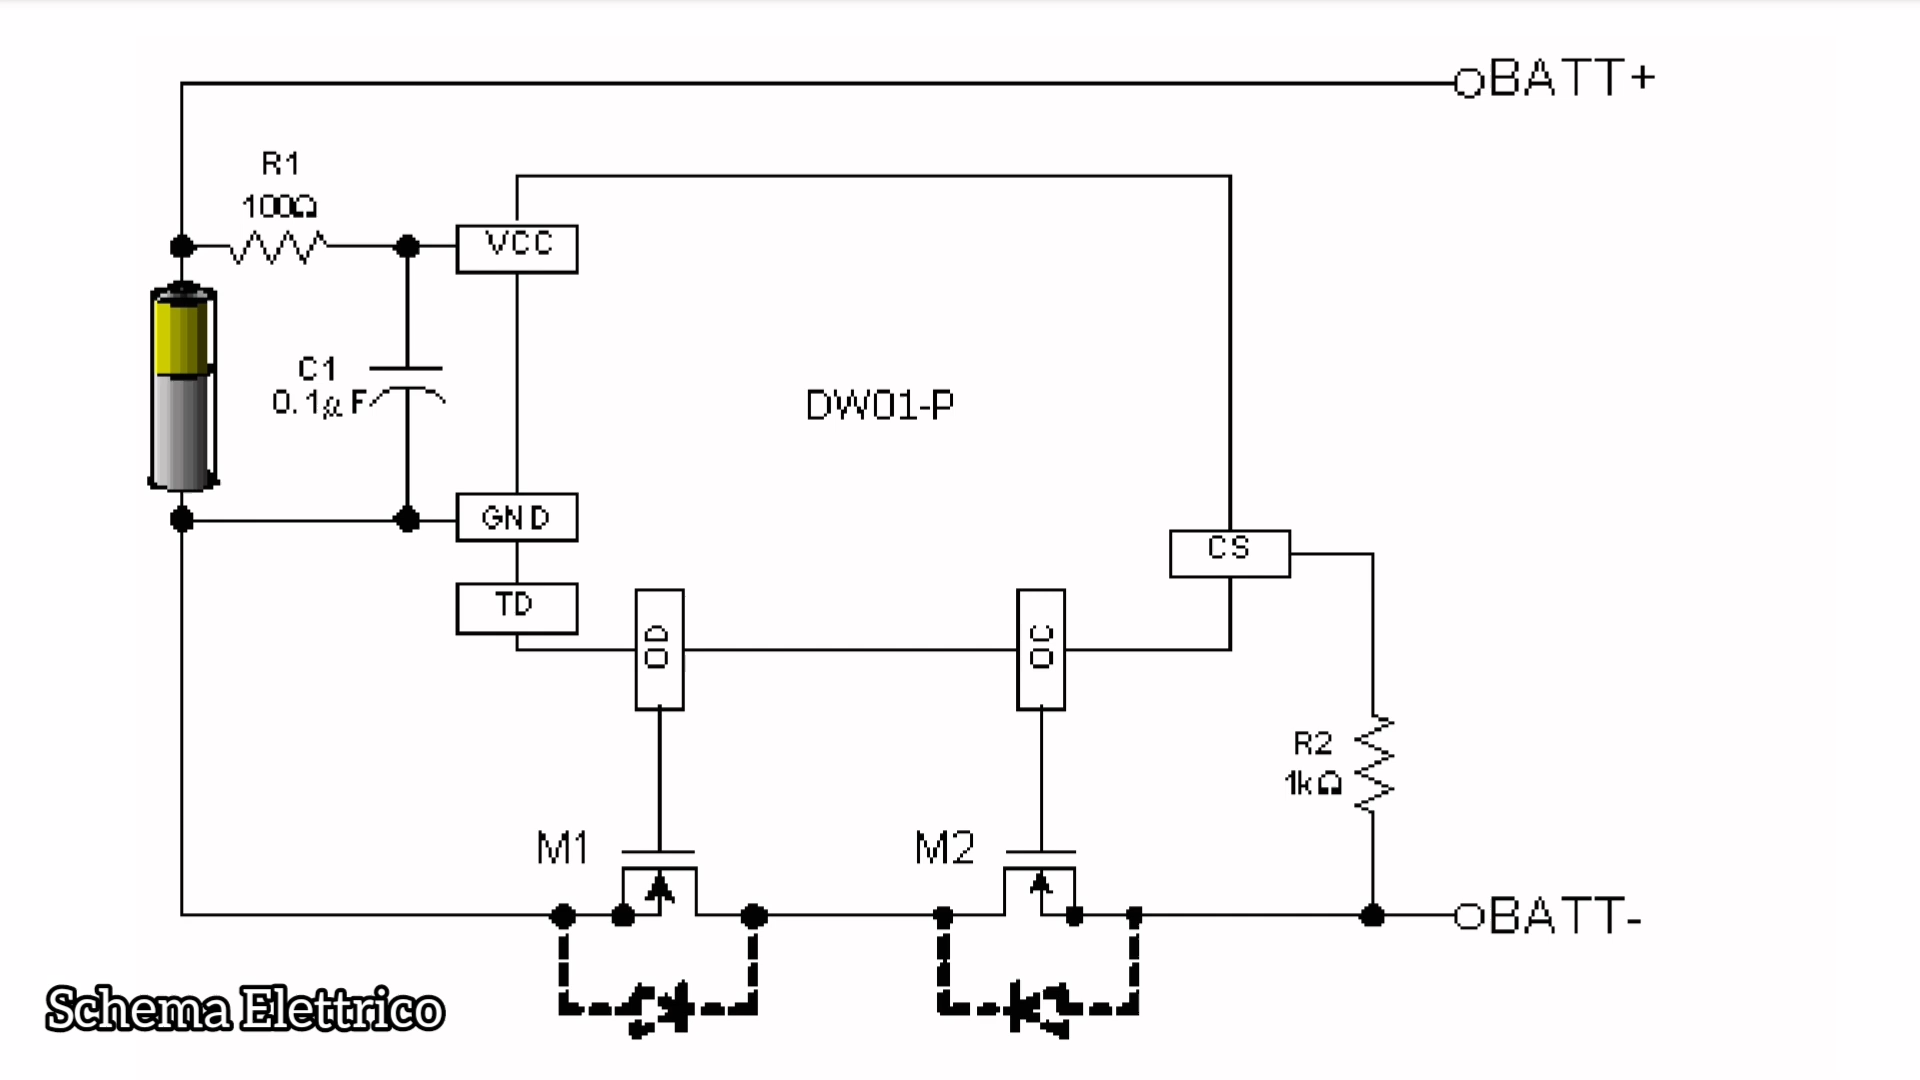 BATT+
R1
100Ω
VCC
C1
0.1µF
DW01-P
GND
CS
TD
OD
OC
R2
1kΩ
M1
M2
BATT-
Schema Elettrico